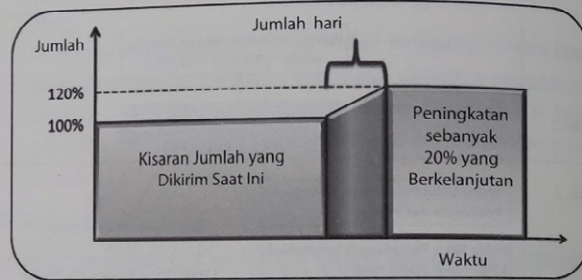 Jumlah hari
Jumlah
120%
100%
Kisaran Jumlah yang
Dikirim Saat Ini
Peningkatan
sebanyak
20% yang
Berkelanjutan
Waktu